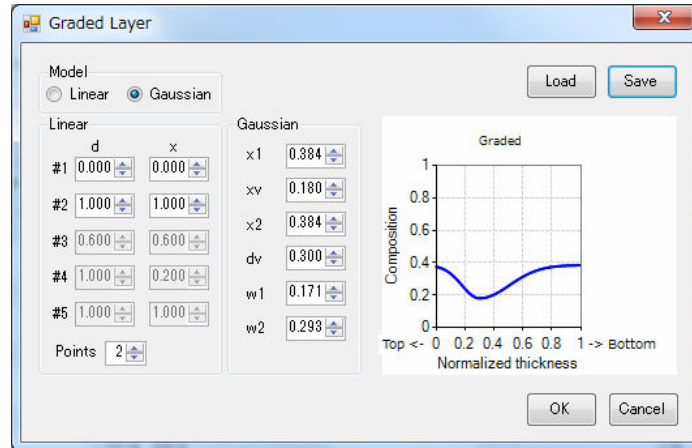 Graded Layer
Model
Linear Gaussian
Load Save
Linear
d x
#1 0.000 0.000
#2 1.000 1.000
#3 0.600 0.600
#4 1.000 0.200
#5 1.000 1.000
Points 2
Gaussian
x1 0.384
xv 0.180
x2 0.384
dv 0.300
w1 0.171
w2 0.293
Graded
Composition
1
0.8
0.6
0.4
0.2
0
Top <- 0 0.2 0.4 0.6 0.8 1 -> Bottom
Normalized thickness
OK Cancel